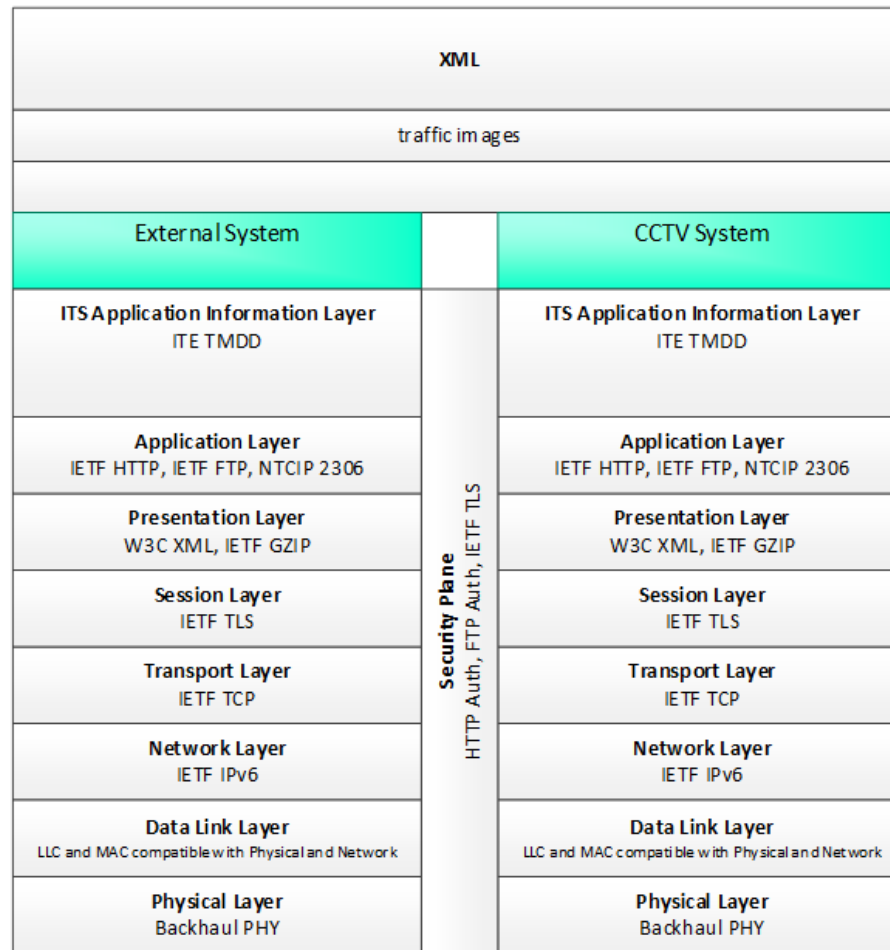 XML
traffic images
External System
ITS Application Information Layer
ITE TMDD
Application Layer
IETF HTTP, IETF FTP, NTCIP 2306
Presentation Layer
W3C XML, IETF GZIP
Session Layer
IETF TLS
Transport Layer
IETF TCP
Network Layer
IETF IPv6
Data Link Layer
LLC and MAC compatible with Physical and Network
Physical Layer
Backhaul PHY
Security Plane
HTTP Auth, FTP Auth, IETF TLS
CCTV System
ITS Application Information Layer
ITE TMDD
Application Layer
IETF HTTP, IETF FTP, NTCIP 2306
Presentation Layer
W3C XML, IETF GZIP
Session Layer
IETF TLS
Transport Layer
IETF TCP
Network Layer
IETF IPv6
Data Link Layer
LLC and MAC compatible with Physical and Network
Physical Layer
Backhaul PHY